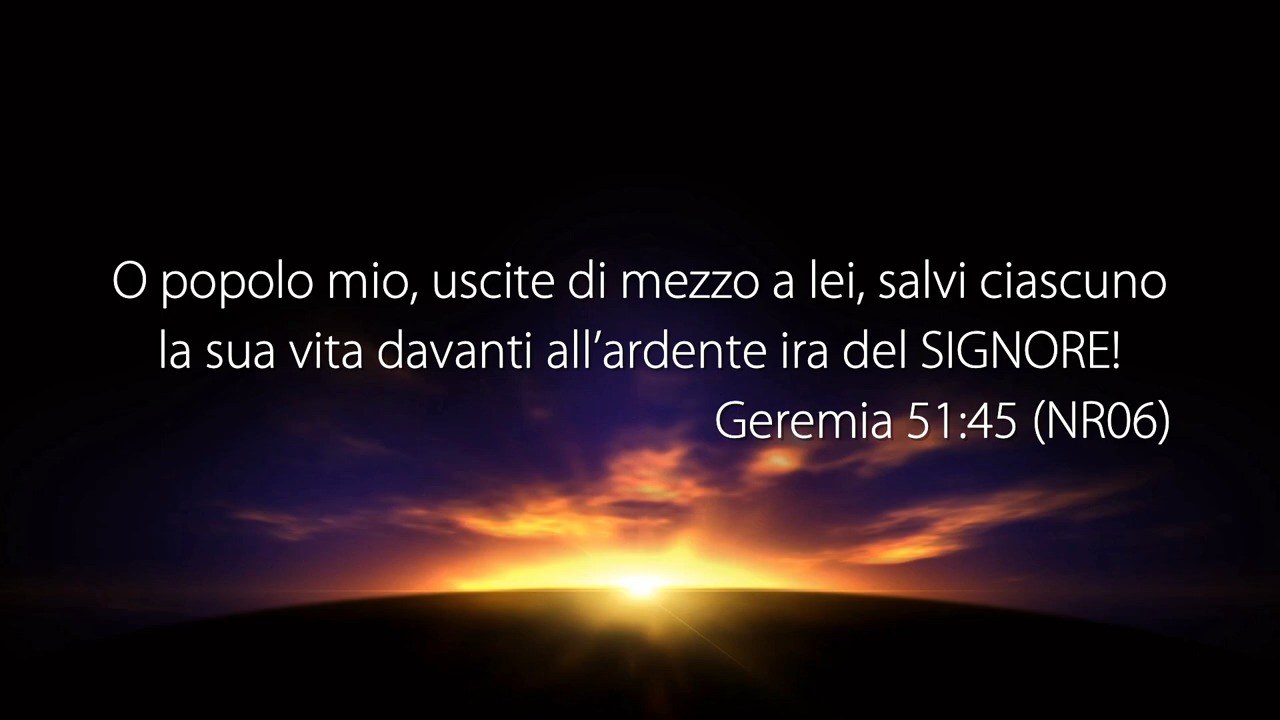 O popolo mio, uscite di mezzo a lei, salvi ciascuno
la sua vita davanti all’ardente ira del SIGNORE!
Geremia 51:45 (NR06)